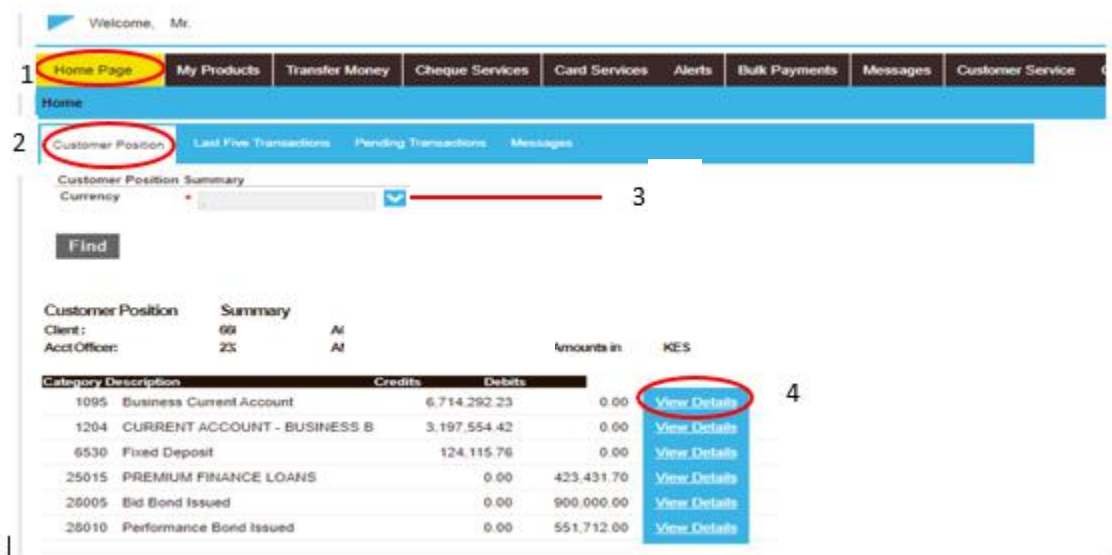 Welcome, Mr.
1 Home Page My Products Transfer Money Cheque Services Card Services Alerts Bulk Payments Messages Customer Service
Home
2 Customer Position Last Five Transactions Pending Transactions Messages
Customer Position Summary
Currency * 3
Find
Customer Position Summary
Client :
Acct Officer: Amounts in KES
Category Description Credits Debits
1095 Business Current Account 6,714,292.23 0.00 View Details 4
1204 CURRENT ACCOUNT - BUSINESS B 3,197,554.42 0.00 View Details
6530 Fixed Deposit 124,115.76 0.00 View Details
25015 PREMIUM FINANCE LOANS 0.00 423,431.70 View Details
28005 Bid Bond Issued 0.00 900,000.00 View Details
28010 Performance Bond Issued 0.00 551,712.00 View Details